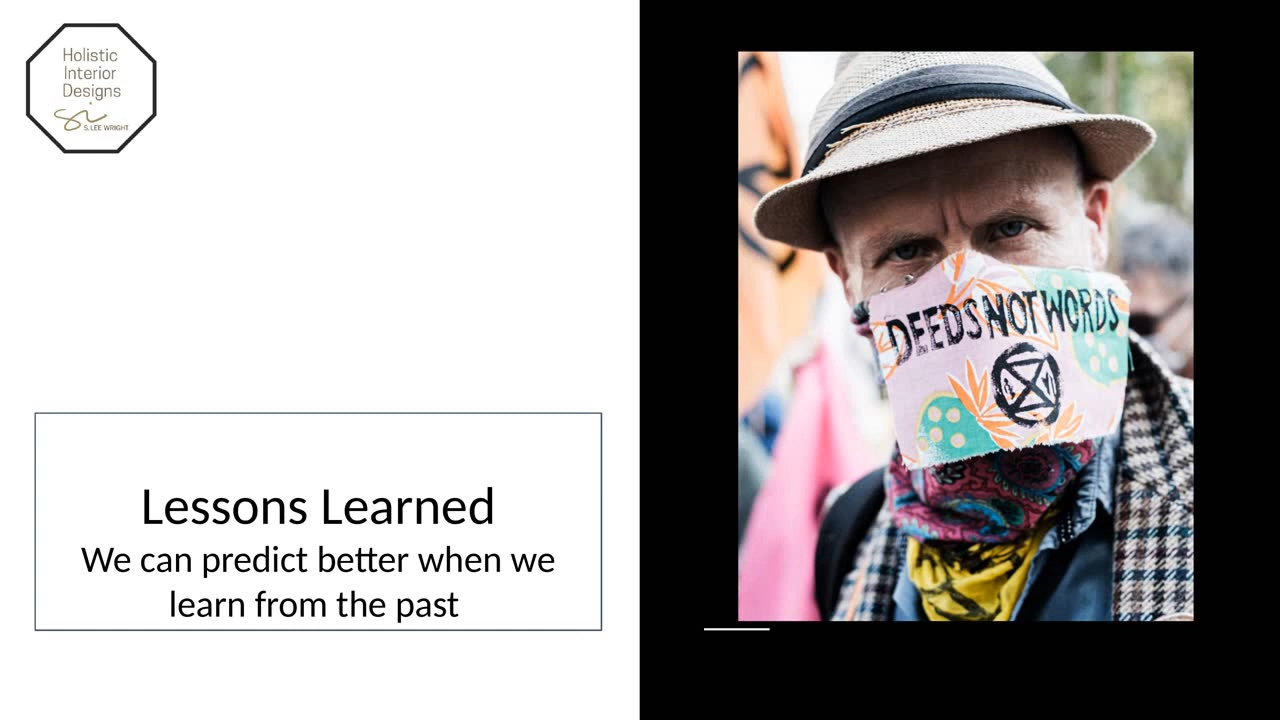 Holistic
Interior
Designs
S. LEE WRIGHT
Lessons Learned
We can predict better when we
learn from the past
DEEDS NOT WORDS